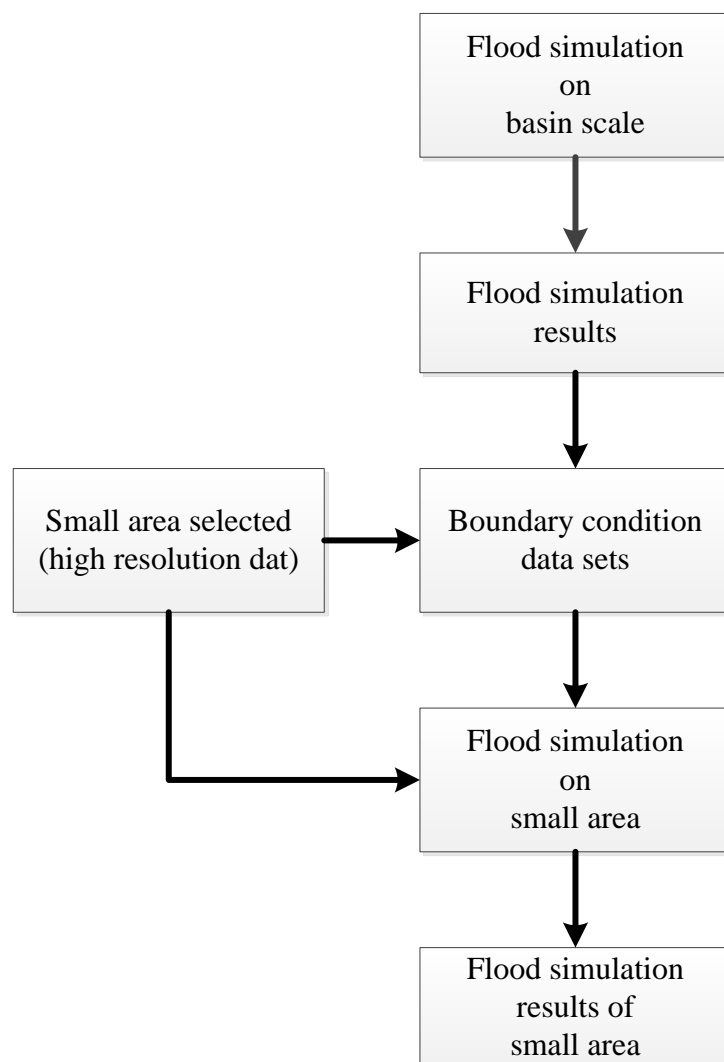 Flood simulation
on
basin scale
Flood simulation
results
Small area selected
(high resolution dat)
Boundary condition
data sets
Flood simulation
on
small area
Flood simulation
results of
small area